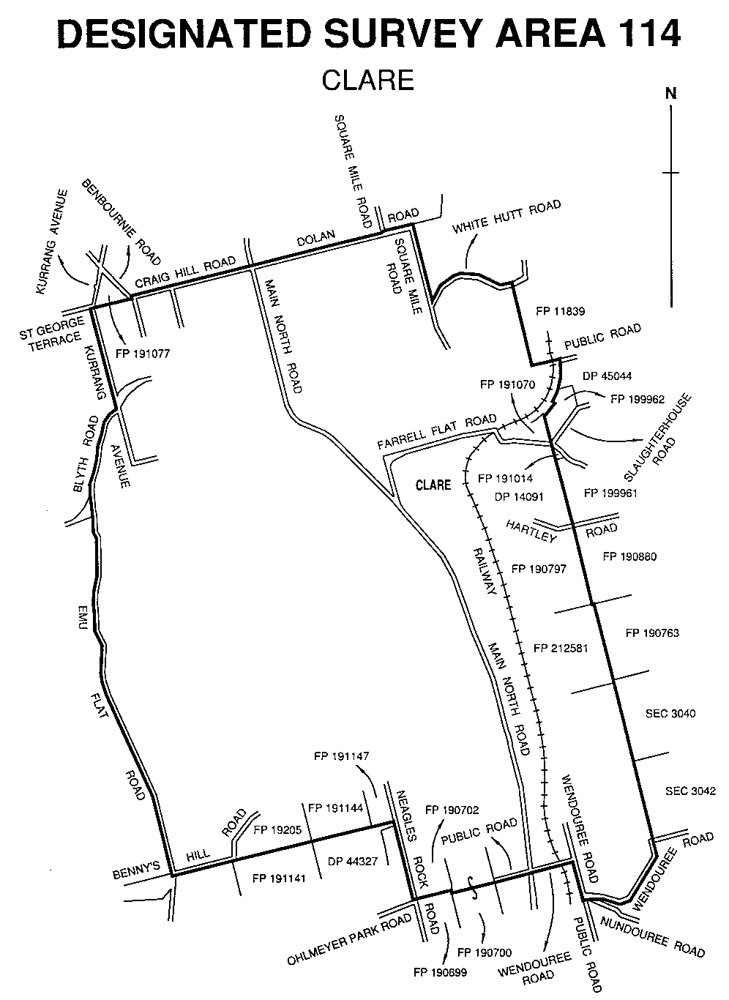 DESIGNATED SURVEY AREA 114
CLARE
N
SQUARE MILE ROAD
KURRANG AVENUE
BENBOURNIE ROAD
CRAIG HILL ROAD
DOLAN
ROAD
WHITE HUTT ROAD
SQUARE MILE
ROAD
MAIN NORTH ROAD
ST GEORGE
TERRACE
FP 191077
KURRANG
AVENUE
FP 11839
PUBLIC ROAD
DP 45044
FP 199962
FP 191070
SLAUGHTERHOUSE
ROAD
BLYTH ROAD
FARRELL FLAT ROAD
CLARE
FP 191014
DP 14091
FP 199961
HARTLEY
ROAD
RAILWAY
FP 190797
FP 190880
EMU
FLAT
ROAD
FP 212581
FP 190763
MAIN NORTH ROAD
SEC 3040
SEC 3042
FP 191147
FP 191144
NEAGLES
ROCK
ROAD
FP 190702
PUBLIC ROAD
WENDOUREE ROAD
ROAD
FP 19205
BENNY'S
HILL
FP 191141
DP 44327
WENDOUREE
ROAD
OHLMEYER PARK ROAD
FP 190700
FP 190699
WENDOUREE
ROAD
PUBLIC ROAD
NUNDOUREE ROAD